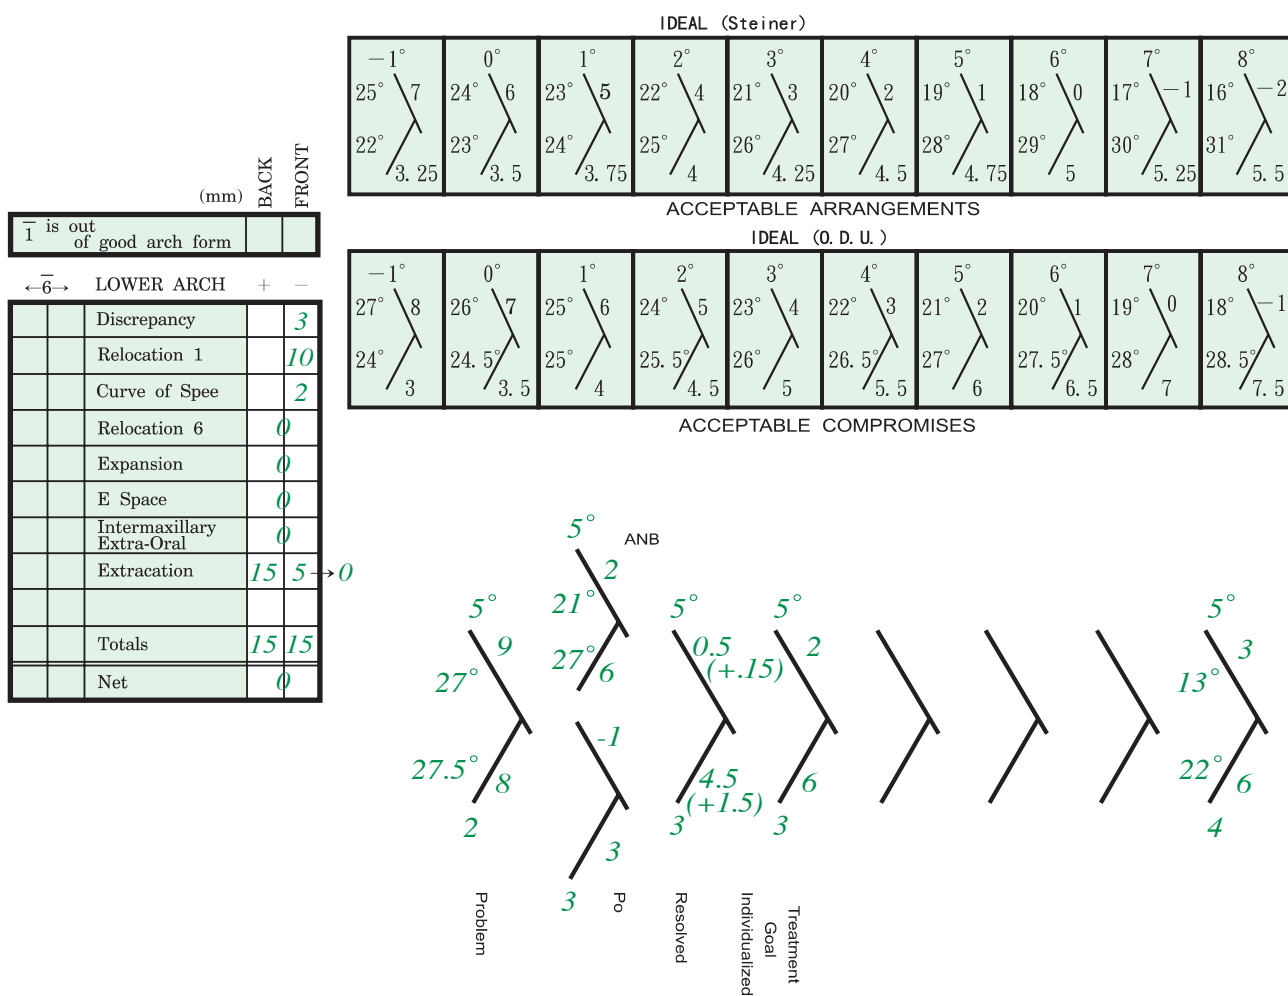 IDEAL (Steiner)
-1° 0° 1° 2° 3° 4° 5° 6° 7° 8°
25° 7 24° 6 23° 5 22° 4 21° 3 20° 2 19° 1 18° 0 17° -1 16° -2
22° 23° 24° 25° 26° 27° 28° 29° 30° 31°
3.25 3.5 3.75 4 4.25 4.5 4.75 5 5.25 5.5
ACCEPTABLE ARRANGEMENTS
IDEAL (O.D.U.)
-1° 0° 1° 2° 3° 4° 5° 6° 7° 8°
27° 8 26° 7 25° 6 24° 5 23° 4 22° 3 21° 2 20° 1 19° 0 18° -1
24° 24.5° 25° 25.5° 26° 26.5° 27° 27.5° 28° 28.5°
3 3.5 4 4.5 5 5.5 6 6.5 7 7.5
ACCEPTABLE COMPROMISES
(mm) BACK FRONT
1 is out
of good arch form
←6→ LOWER ARCH + −
Discrepancy 3
Relocation 1 10
Curve of Spee 2
Relocation 6 0
Expansion 0
E Space 0
Intermaxillary
Extra-Oral 0
Extracation 15 5→0
Totals 15 15
Net 0
5°
9
27°
27.5°
8
2
Problem
5° ANB
2
21°
27°
6
-1
3
3
Po
5°
0.5
(+.15)
4.5
(+1.5)
3
Resolved
5°
2
6
3
Individualized
Goal
Treatment
5°
3
13°
22°
6
4